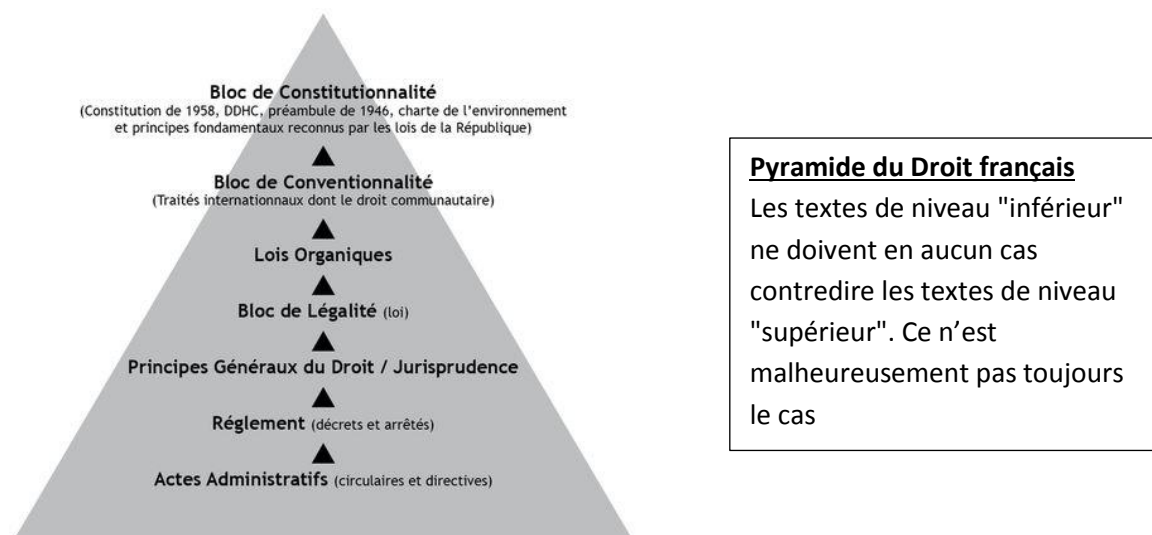 Bloc de Constitutionnalité
(Constitution de 1958, DDHC, préambule de 1946, charte de l'environnement
et principes fondamentaux reconnus par les lois de la République)
Bloc de Conventionnalité
(Traités internationnaux dont le droit communautaire)
Lois Organiques
Bloc de Légalité (loi)
Principes Généraux du Droit / Jurisprudence
Réglement (décrets et arrêtés)
Actes Administratifs (circulaires et directives)
Pyramide du Droit français
Les textes de niveau "inférieur"
ne doivent en aucun cas
contredire les textes de niveau
"supérieur". Ce n’est
malheureusement pas toujours
le cas